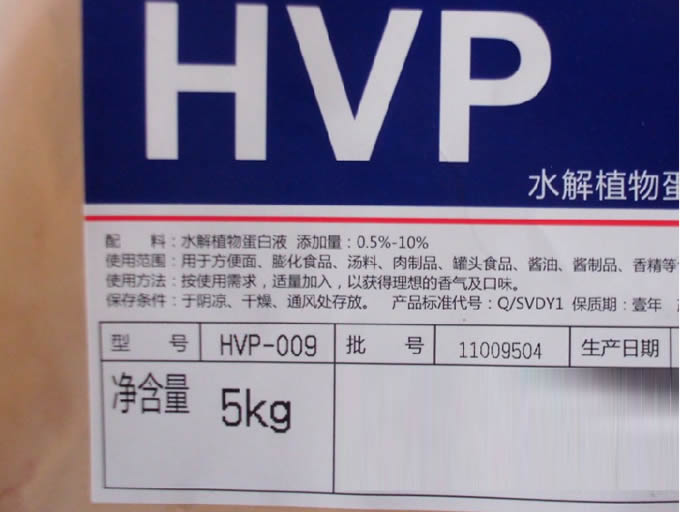 HVP
水解植物蛋
配 料：水解植物蛋白液 添加量：0.5%-10%
使用范围：用于方便面、膨化食品、汤料、肉制品、罐头食品、酱油、酱制品、香精等
使用方法：按使用需求，适量加入，以获得理想的香气及口味。
保存条件：于阴凉、干燥、通风处存放。 产品标准代号：Q/SVDY1 保质期：壹年
型 号 HVP-009 批 号 11009504 生产日期
净含量 5kg